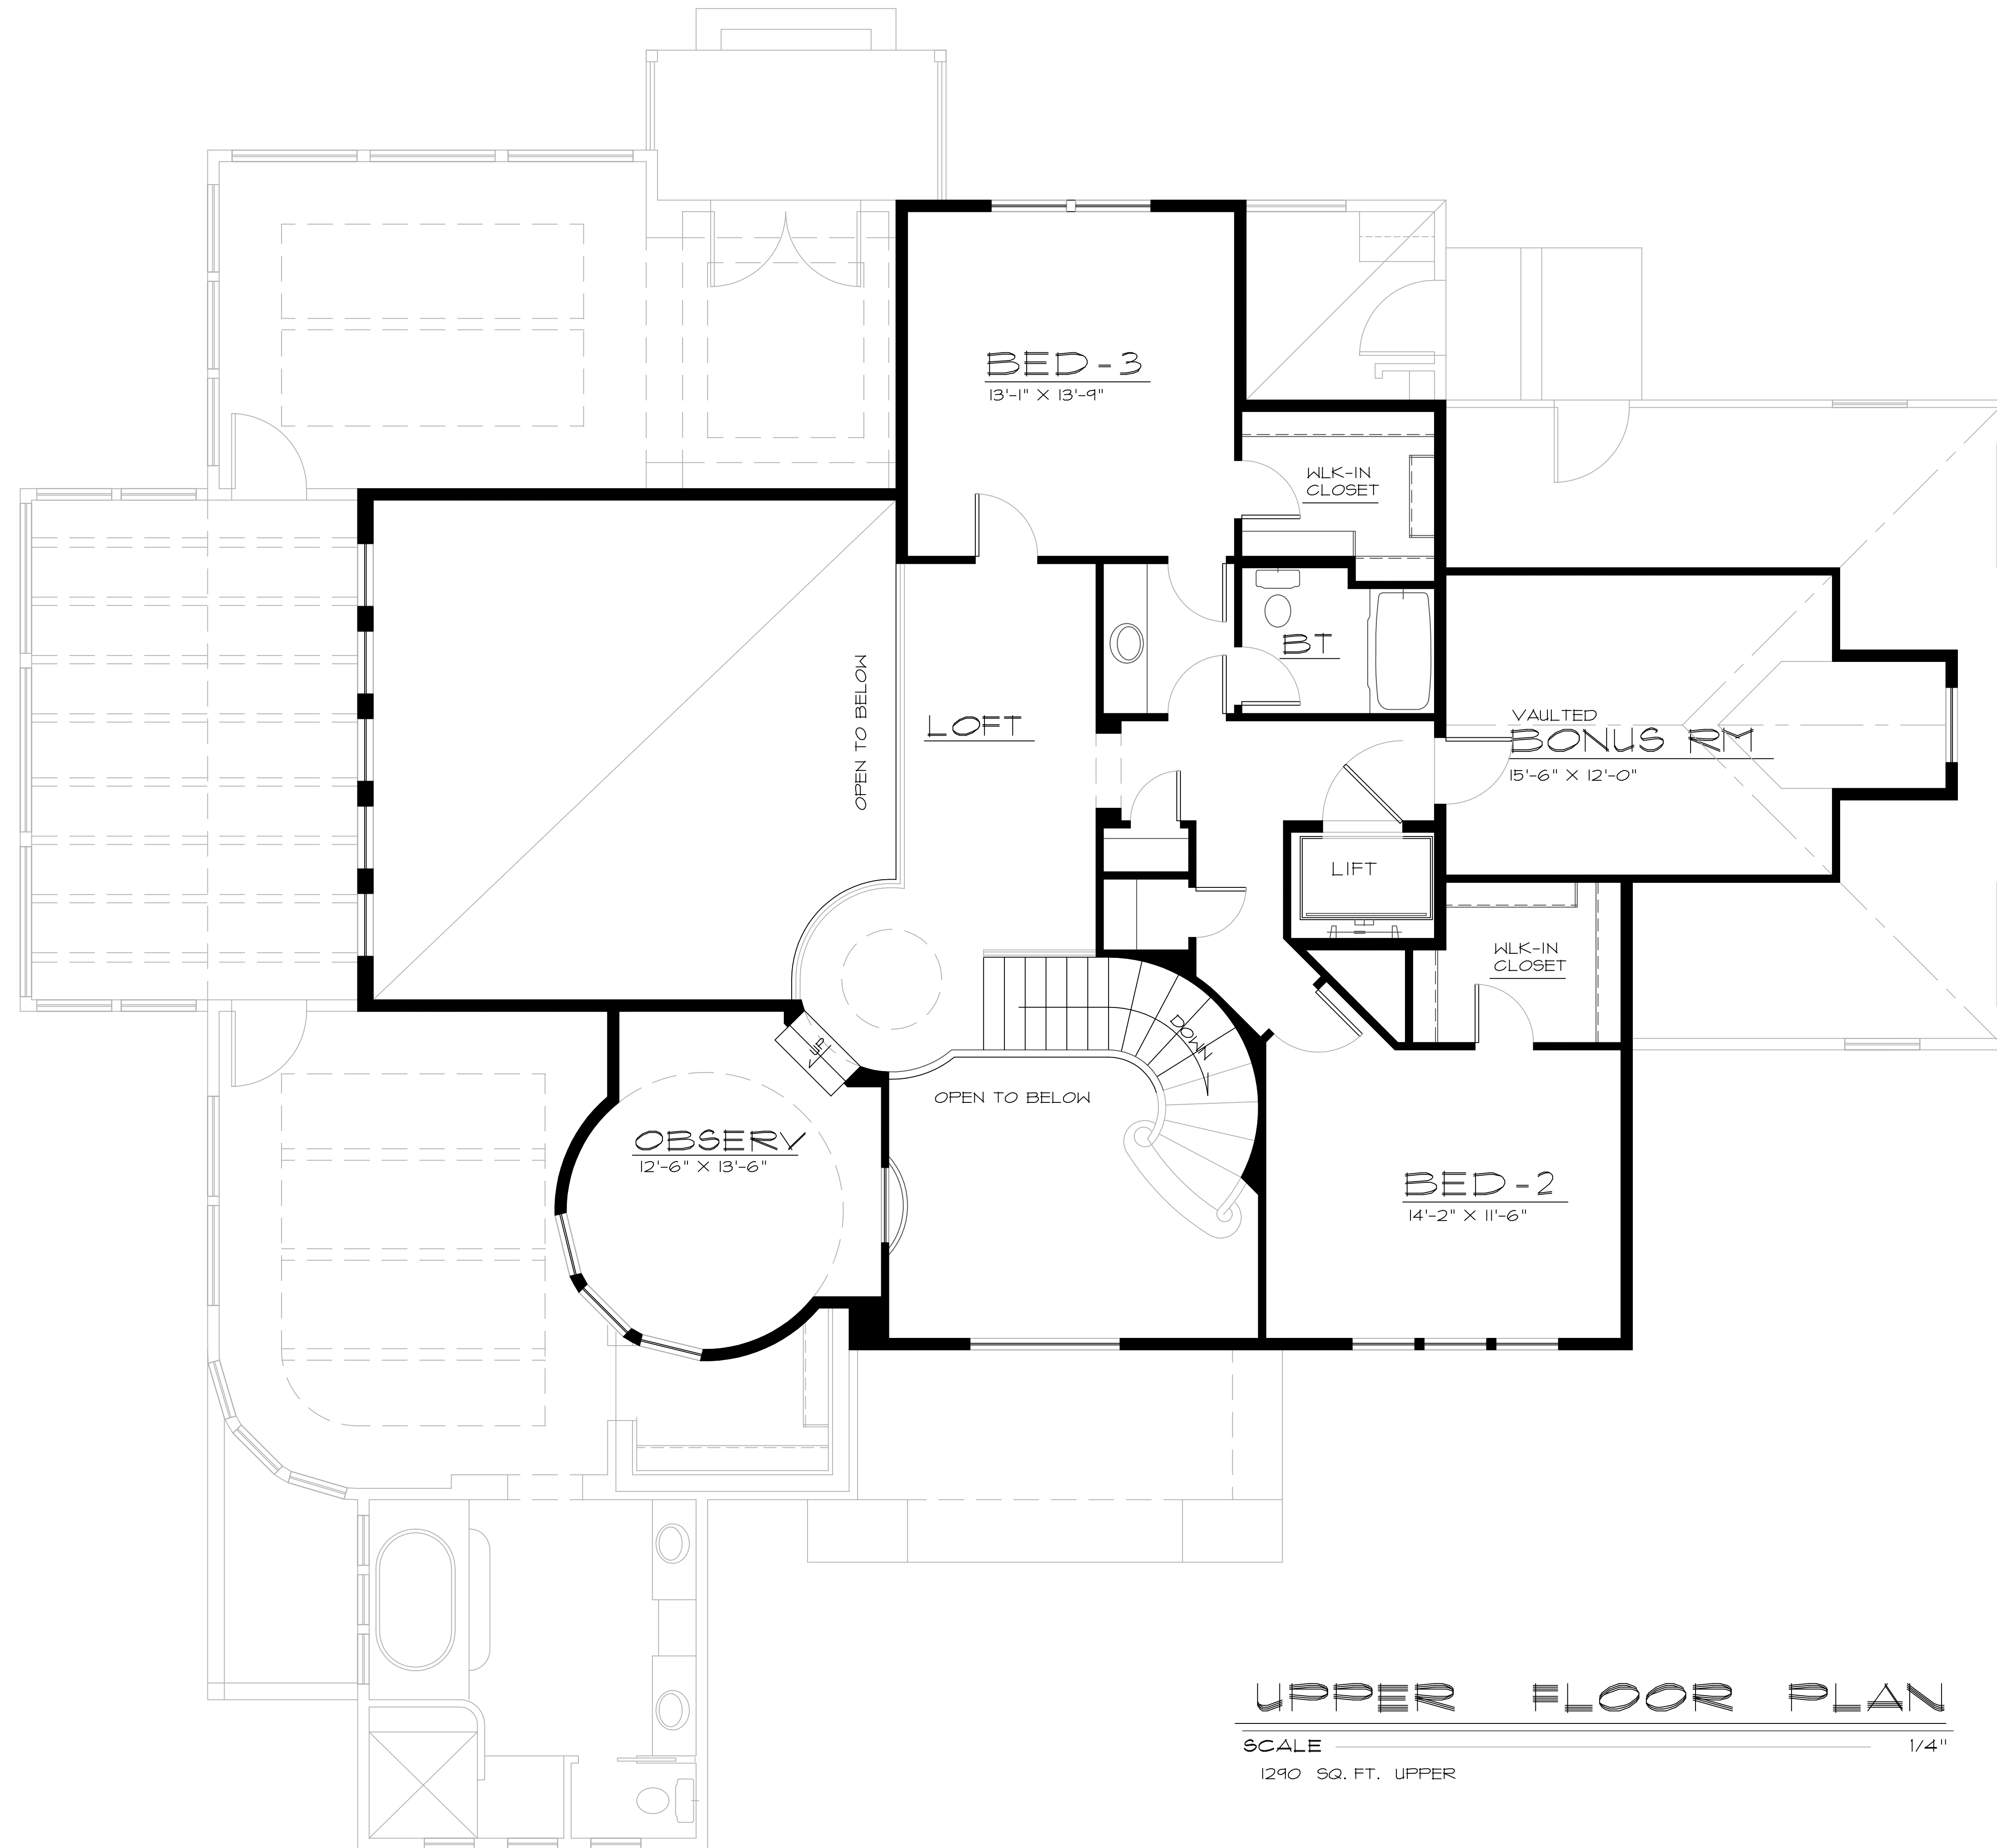 BED-3
13'-1" X 13'-9"
WLK-IN
CLOSET
BT
OPEN TO BELOW
LOFT
VAULTED
BONUS RM
15'-6" X 12'-0"
LIFT
WLK-IN
CLOSET
DOWN
UP
OPEN TO BELOW
OBSERV
12'-6" X 13'-6"
BED-2
14'-2" X 11'-6"
UPPER FLOOR PLAN
SCALE 1/4"
1290 SQ. FT. UPPER